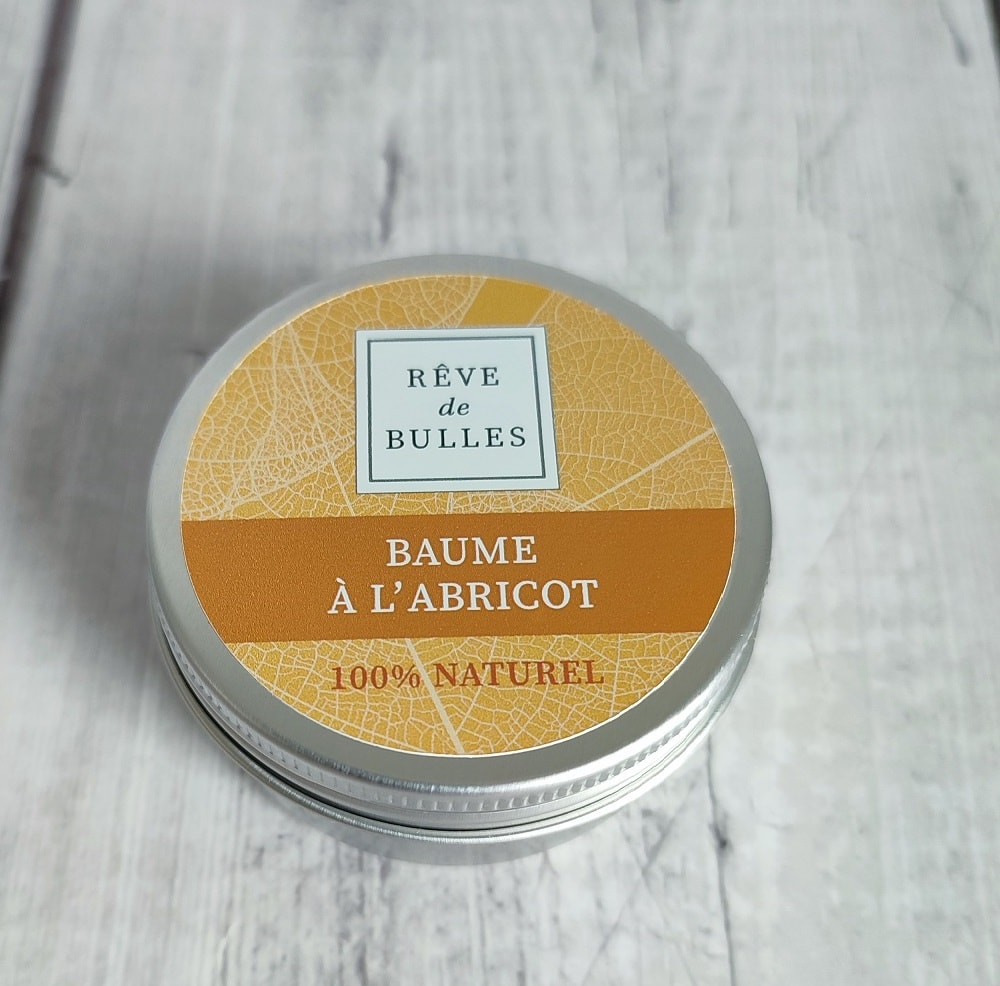 RÊVE
de
BULLES
BAUME
À L’ABRICOT
100% NATUREL